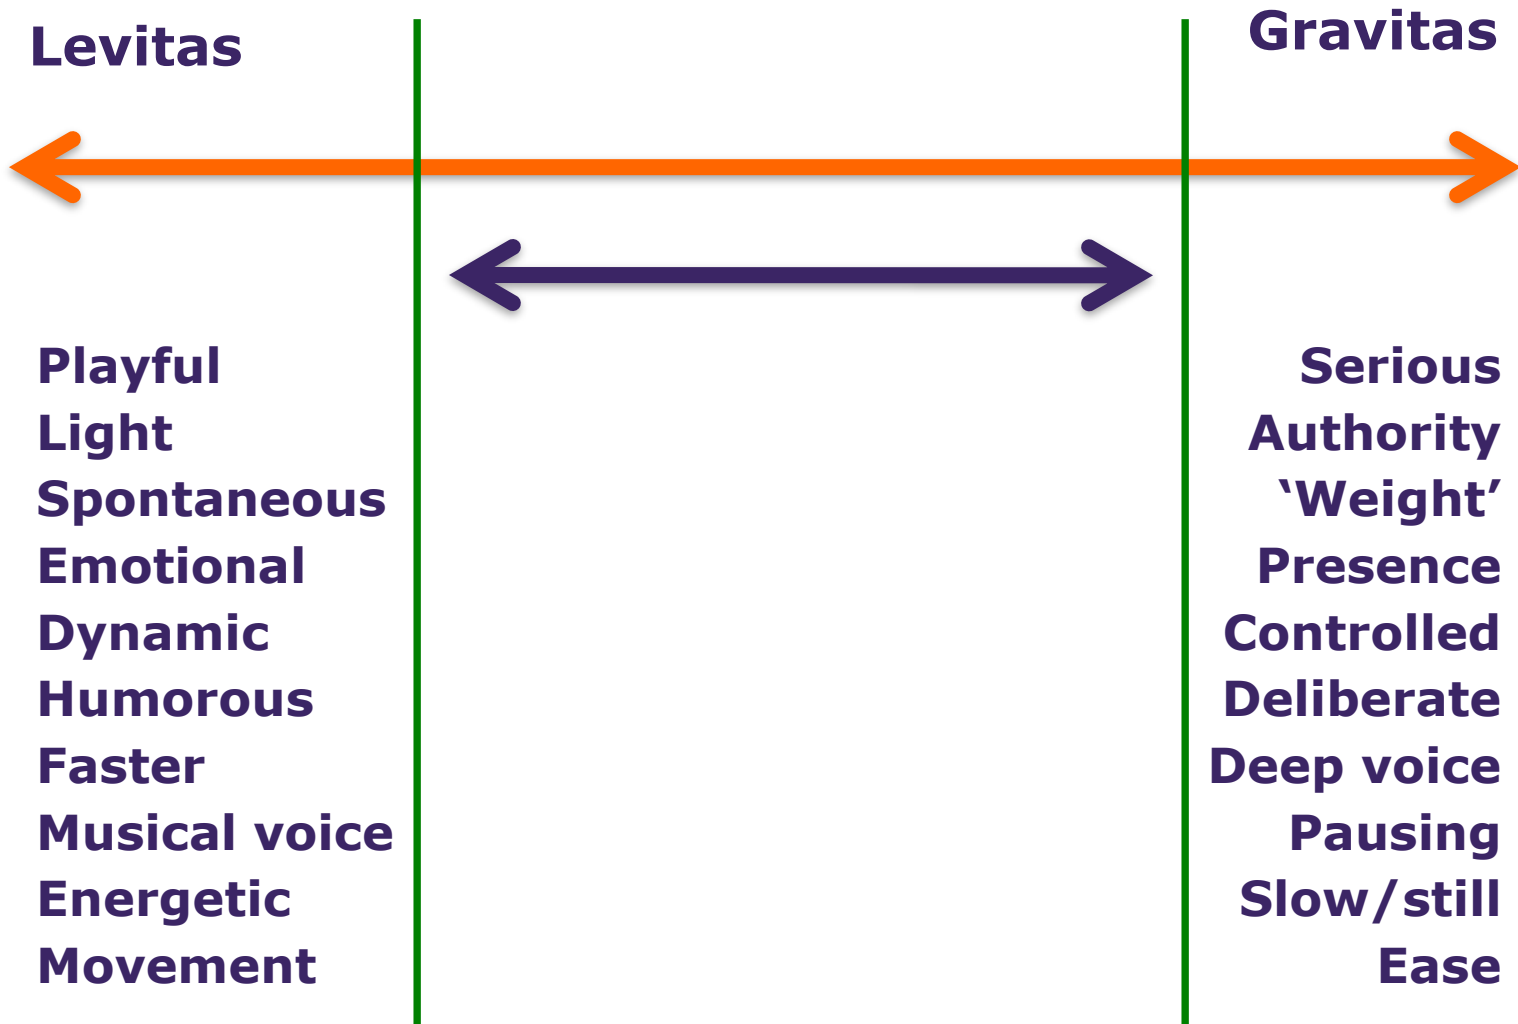 Levitas
Gravitas
Playful
Light
Spontaneous
Emotional
Dynamic
Humorous
Faster
Musical voice
Energetic
Movement
Serious
Authority
‘Weight’
Presence
Controlled
Deliberate
Deep voice
Pausing
Slow/still
Ease